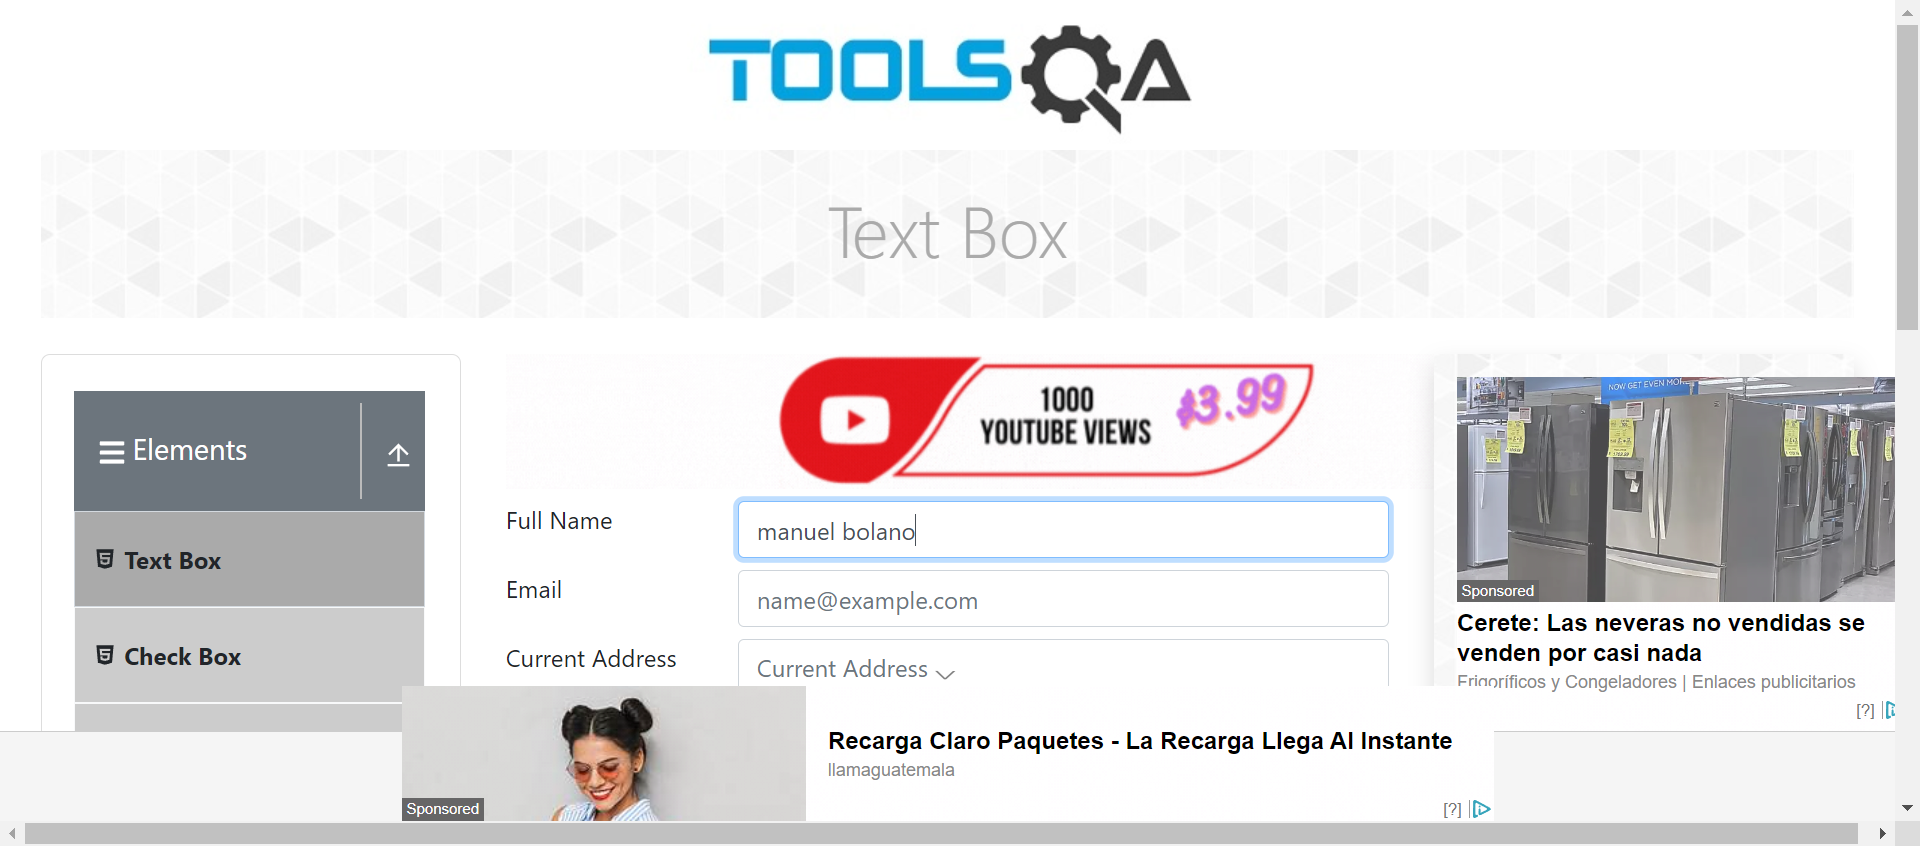 TOOLSQA
Text Box
Elements
Text Box
Check Box
1000
YOUTUBE VIEWS
$3.99
Full Name
manuel bolano
Email
name@example.com
Current Address
Current Address
NOW GET EVEN MOR
Sponsored
Cerete: Las neveras no vendidas se
venden por casi nada
Frigoríficos y Congeladores | Enlaces publicitarios
[?]
Sponsored
Recarga Claro Paquetes - La Recarga Llega Al Instante
llamaguatemala
[?]